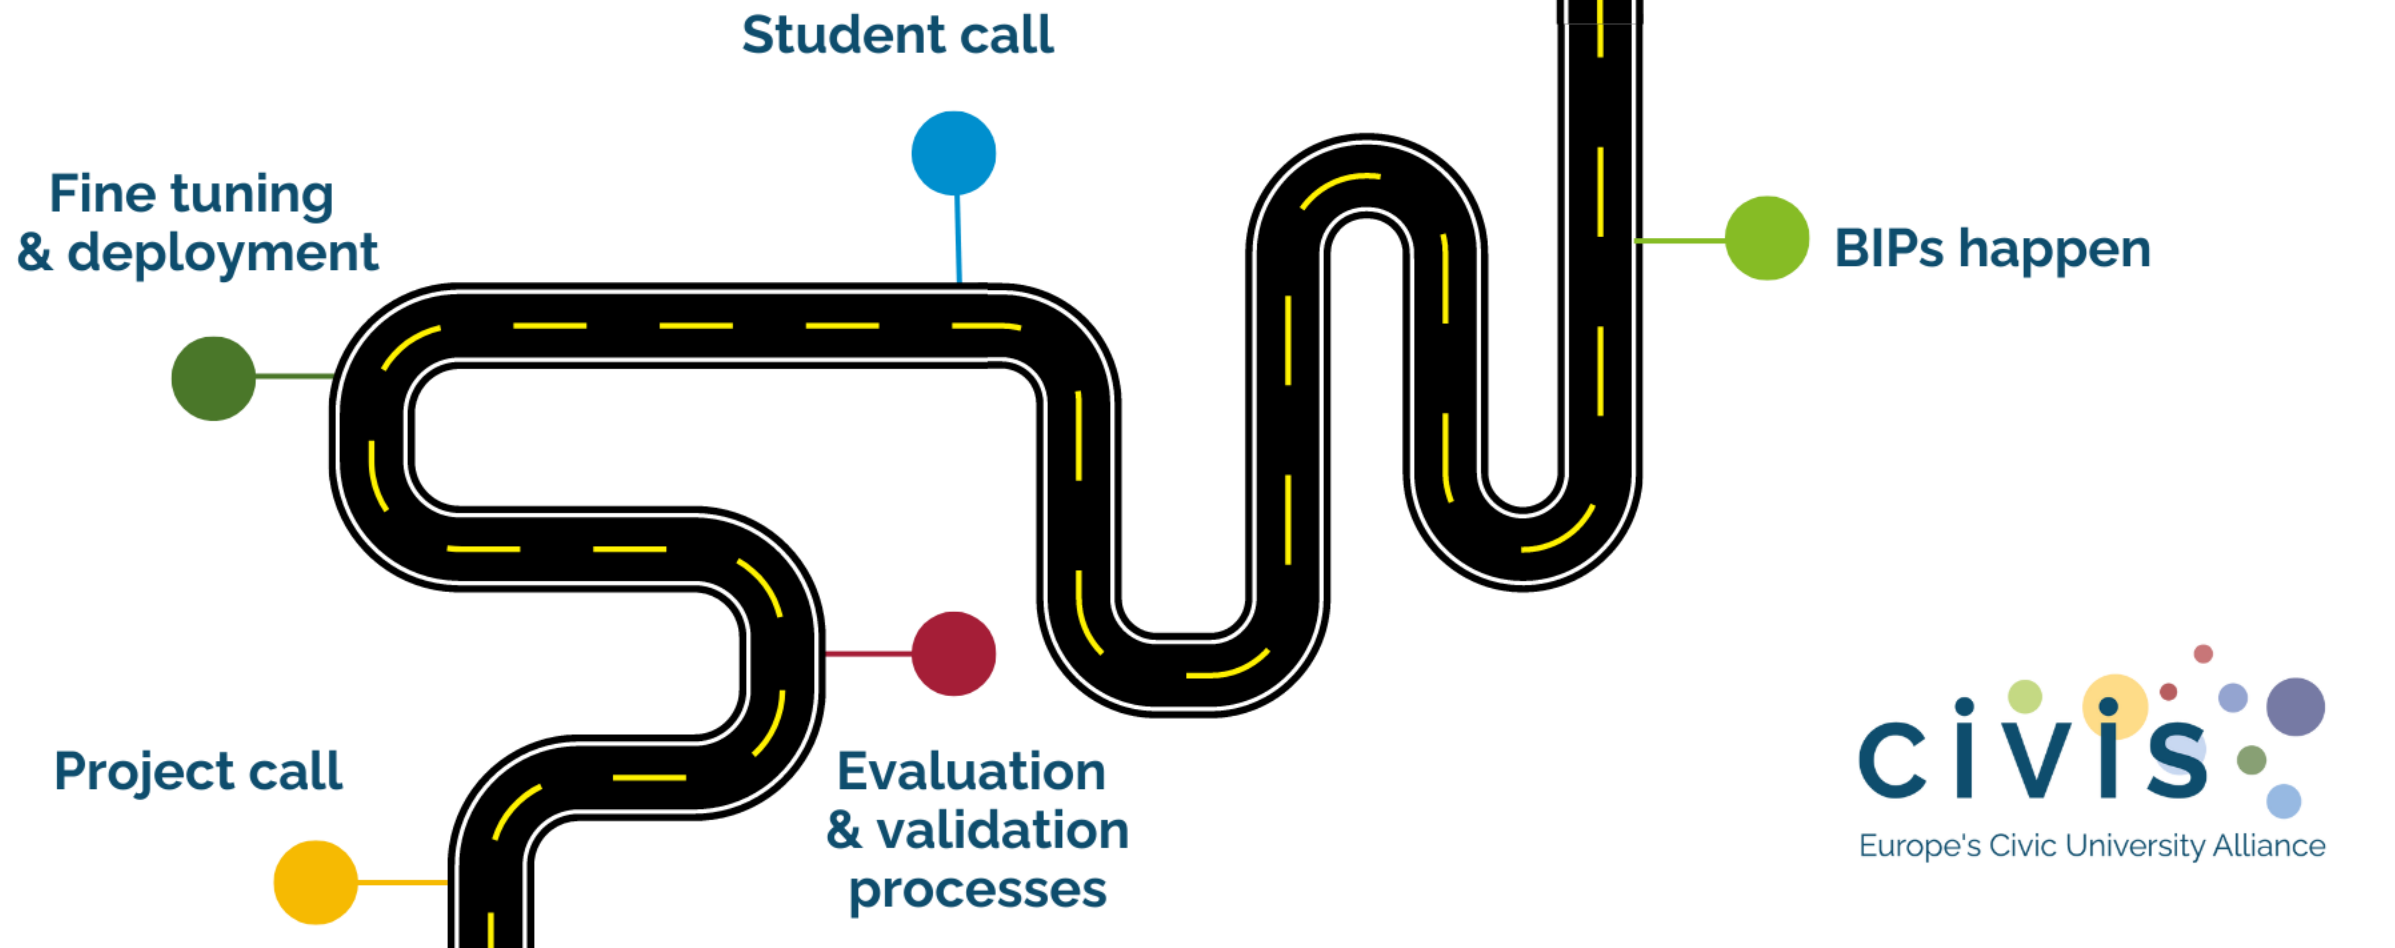 Student call
Fine tuning
& deployment
BIPs happen
Project call
Evaluation
& validation
processes
civis
Europe's Civic University Alliance